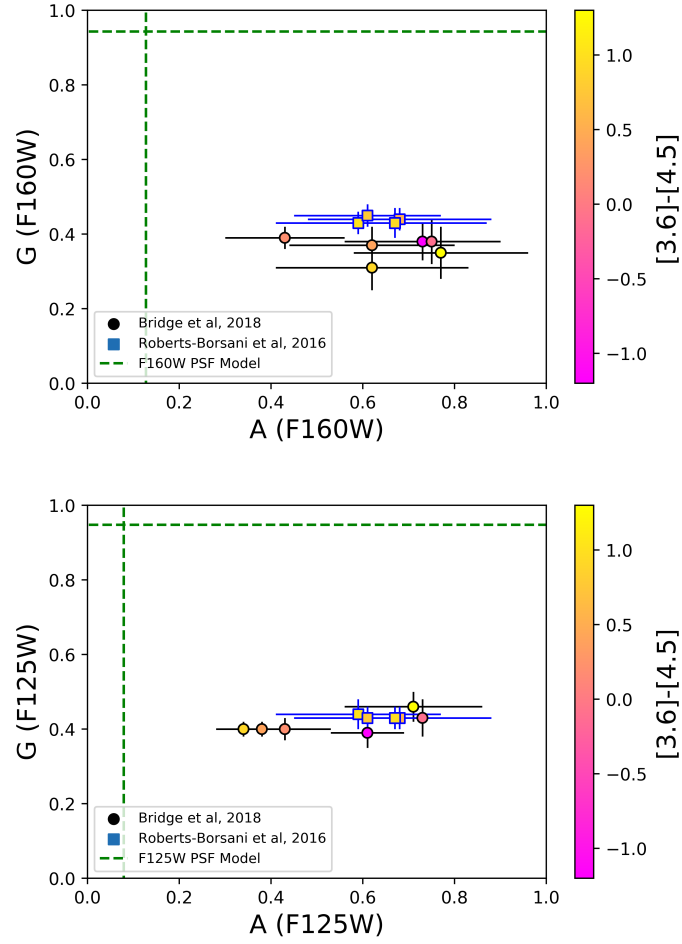 1.0
0.8
0.6
0.4
0.2
0.0
G (F160W)
Bridge et al, 2018
Roberts-Borsani et al, 2016
F160W PSF Model
0.0 0.2 0.4 0.6 0.8 1.0
A (F160W)
1.0
0.5
0.0
−0.5
−1.0
[3.6]-[4.5]
1.0
0.8
0.6
0.4
0.2
0.0
G (F125W)
Bridge et al, 2018
Roberts-Borsani et al, 2016
F125W PSF Model
0.0 0.2 0.4 0.6 0.8 1.0
A (F125W)
1.0
0.5
0.0
−0.5
−1.0
[3.6]-[4.5]